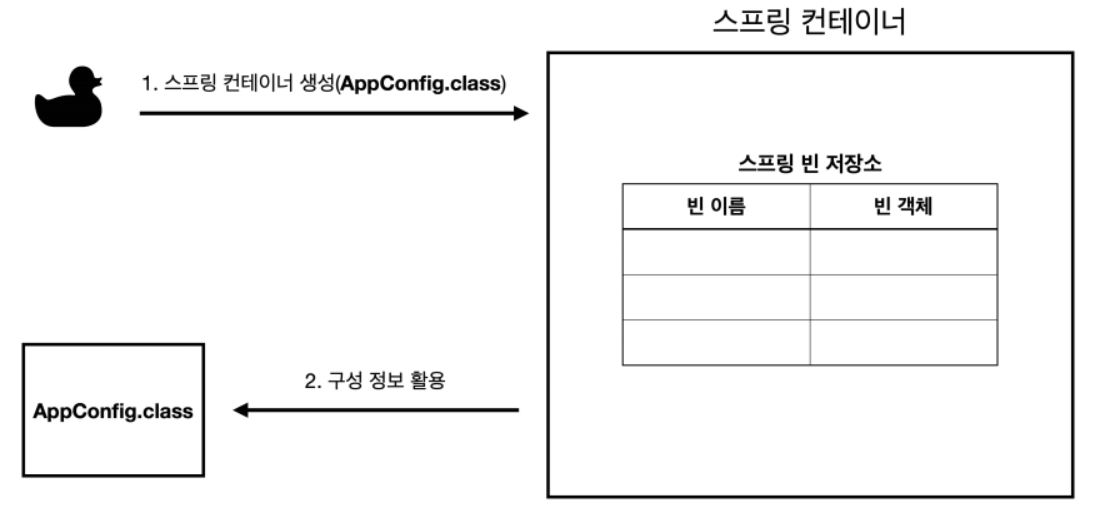 스프링 컨테이너
1. 스프링 컨테이너 생성(AppConfig.class)
스프링 빈 저장소
빈 이름 빈 객체
2. 구성 정보 활용
AppConfig.class